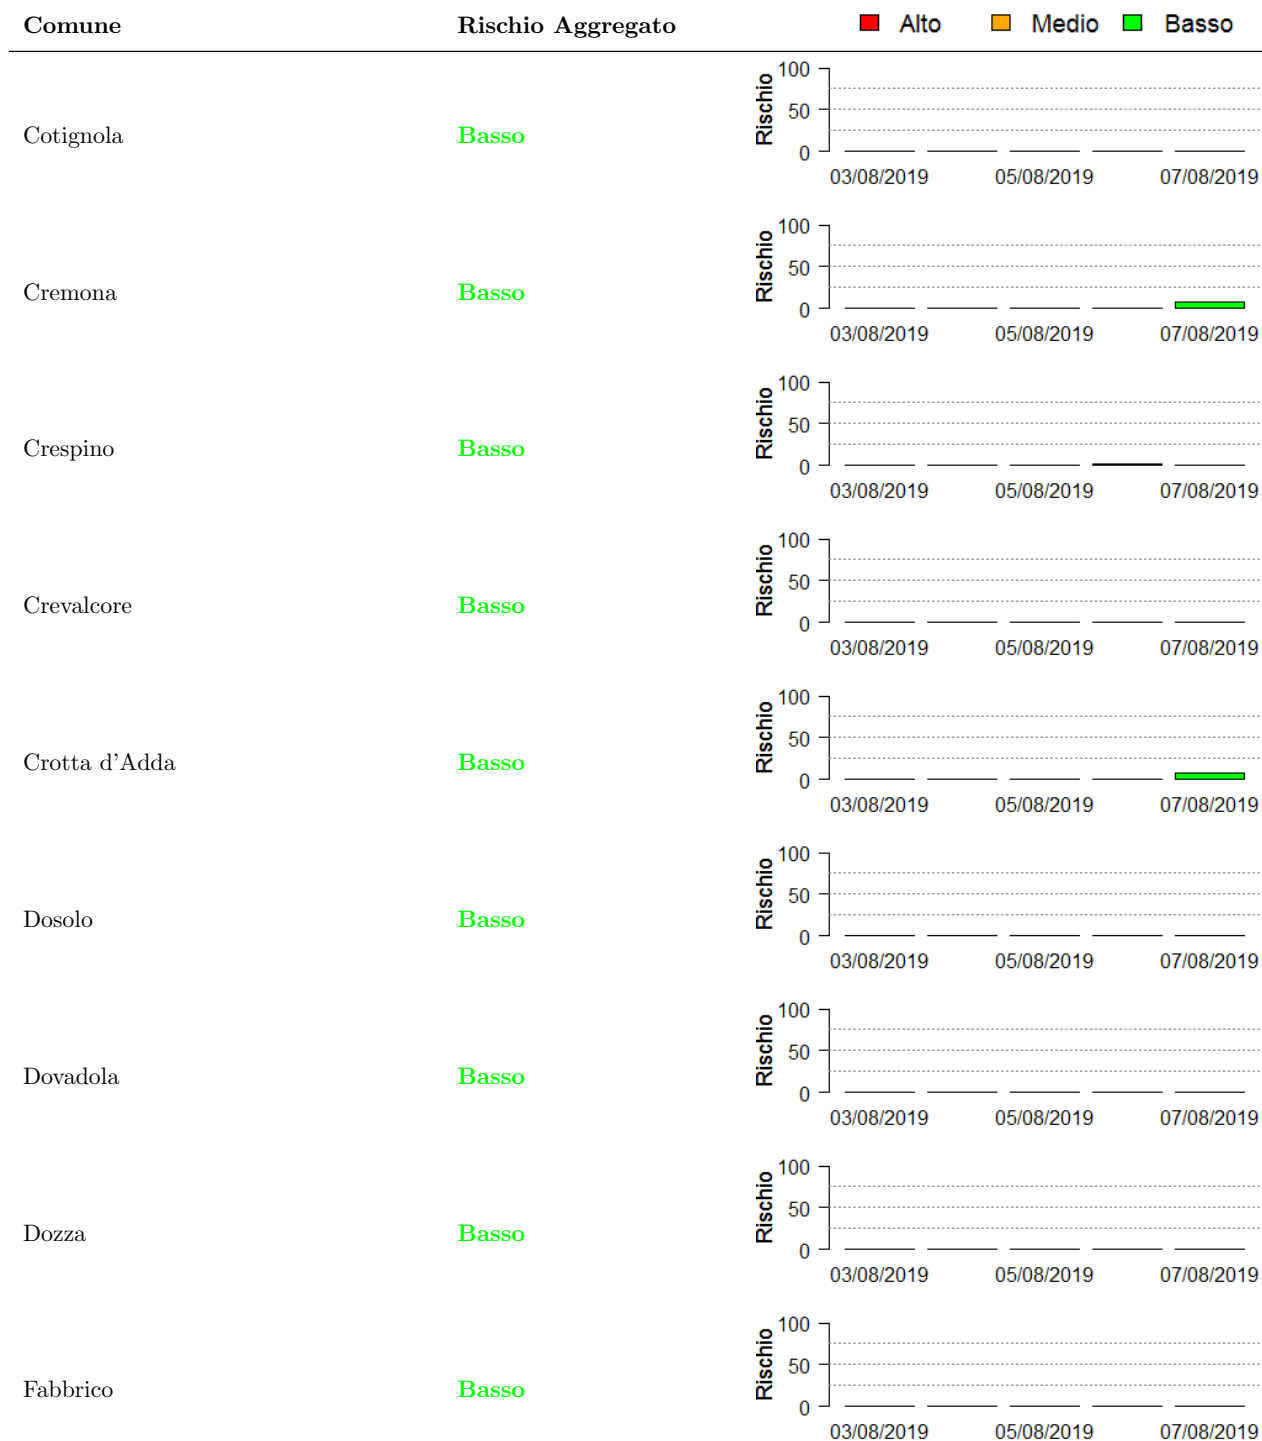 Comune Rischio Aggregato Alto Medio Basso
Cotignola Basso
Rischio
100
50
0
03/08/2019 05/08/2019 07/08/2019
Cremona Basso
Rischio
100
50
0
03/08/2019 05/08/2019 07/08/2019
Crespino Basso
Rischio
100
50
0
03/08/2019 05/08/2019 07/08/2019
Crevalcore Basso
Rischio
100
50
0
03/08/2019 05/08/2019 07/08/2019
Crotta d'Adda Basso
Rischio
100
50
0
03/08/2019 05/08/2019 07/08/2019
Dosolo Basso
Rischio
100
50
0
03/08/2019 05/08/2019 07/08/2019
Dovadola Basso
Rischio
100
50
0
03/08/2019 05/08/2019 07/08/2019
Dozza Basso
Rischio
100
50
0
03/08/2019 05/08/2019 07/08/2019
Fabbrico Basso
Rischio
100
50
0
03/08/2019 05/08/2019 07/08/2019